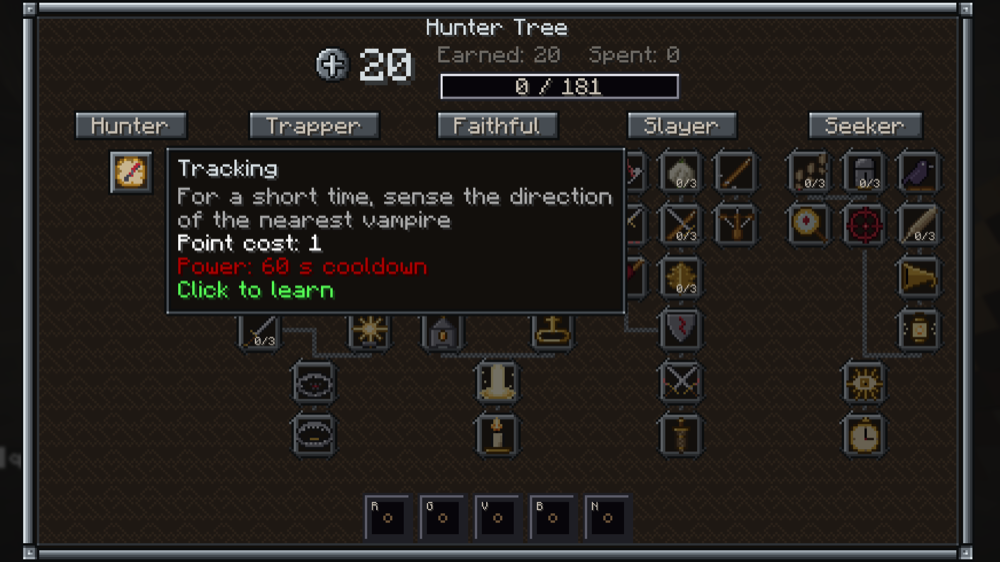 Hunter Tree
20
Earned: 20 Spent: 0
0 / 181
Hunter
Trapper
Faithful
Slayer
Seeker
Tracking
For a short time, sense the direction
of the nearest vampire
Point cost: 1
Power: 60 s cooldown
Click to learn
0/3
0/3
0/3
0/3
0/3
0/3
0/3
R
G
V
B
N